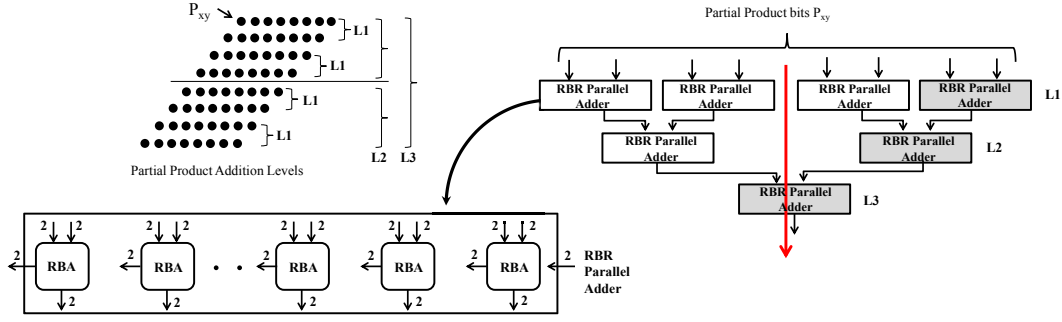 P_xy
L1
L1
L1
L1
L2 L3
Partial Product Addition Levels
Partial Product bits P_xy
RBR Parallel
Adder
RBR Parallel
Adder
RBR Parallel
Adder
RBR Parallel
Adder
L1
RBR Parallel
Adder
RBR Parallel
Adder
L2
RBR Parallel
Adder
L3
2 2 2 2 2 2 2 2 2 2
2 RBA 2 RBA 2 RBA 2 RBA 2 RBA 2
2 2 2 2 2
RBR
Parallel
Adder